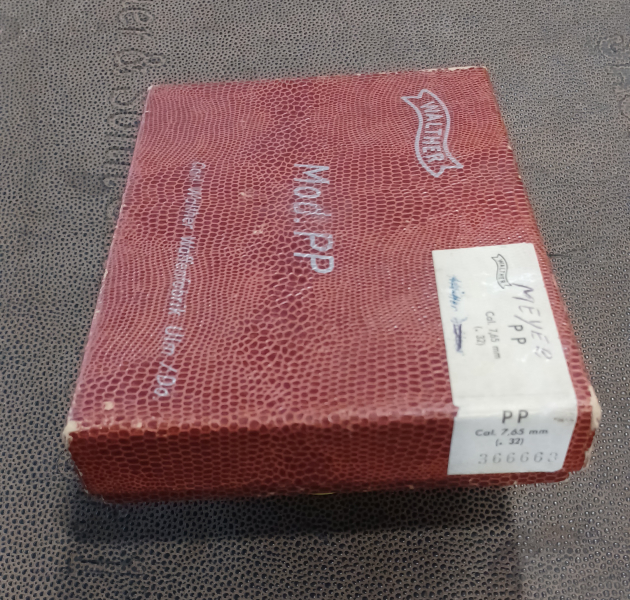 WALTHER
Mod. PP
Carl Walther Waffenfabrik Ulm/Do.
WALTHER
MEYER
PP
Cal. 7,65 mm
(. 32)
PP
Cal. 7,65 mm
(. 32)